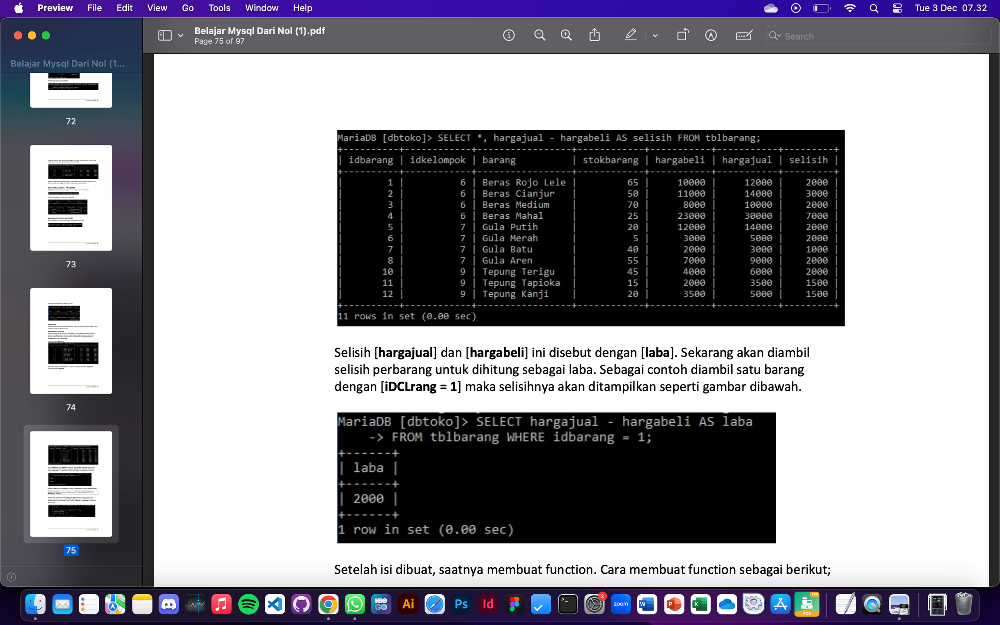 Preview File Edit View Go Tools Window Help Tue 3 Dec 07.32
Belajar Mysql Dari Nol (1).pdf
Page 75 of 97
Search
Belajar Mysql Dari Nol (1...
72
73
74
75
MariaDB [dbtoko]> SELECT *, hargajual - hargabeli AS selisih FROM tblbarang;
+----------+------------+------------------+------------+-----------+-----------+---------+
| idbarang | idkelompok | barang | stokbarang | hargabeli | hargajual | selisih |
+----------+------------+------------------+------------+-----------+-----------+---------+
| 1 | 6 | Beras Rojo Lele | 65 | 10000 | 12000 | 2000 |
| 2 | 6 | Beras Cianjur | 50 | 11000 | 14000 | 3000 |
| 3 | 6 | Beras Medium | 70 | 8000 | 10000 | 2000 |
| 4 | 6 | Beras Mahal | 25 | 23000 | 30000 | 7000 |
| 5 | 7 | Gula Putih | 20 | 12000 | 14000 | 2000 |
| 6 | 7 | Gula Merah | 5 | 3000 | 5000 | 2000 |
| 7 | 7 | Gula Batu | 40 | 2000 | 3000 | 1000 |
| 8 | 7 | Gula Aren | 55 | 7000 | 9000 | 2000 |
| 10 | 9 | Tepung Terigu | 45 | 4000 | 6000 | 2000 |
| 11 | 9 | Tepung Tapioka | 15 | 2000 | 3500 | 1500 |
| 12 | 9 | Tepung Kanji | 20 | 3500 | 5000 | 1500 |
+----------+------------+------------------+------------+-----------+-----------+---------+
11 rows in set (0.00 sec)
Selisih [hargajual] dan [hargabeli] ini disebut dengan [laba]. Sekarang akan diambil
selisih perbarang untuk dihitung sebagai laba. Sebagai contoh diambil satu barang
dengan [iDCLrang = 1] maka selisihnya akan ditampilkan seperti gambar dibawah.
MariaDB [dbtoko]> SELECT hargajual - hargabeli AS laba
-> FROM tblbarang WHERE idbarang = 1;
+------+
| laba |
+------+
| 2000 |
+------+
1 row in set (0.00 sec)
Setelah isi dibuat, saatnya membuat function. Cara membuat function sebagai berikut;
HBO GO
Ai
Ps
Id
2
zoom
W
P
X
PRO
POS